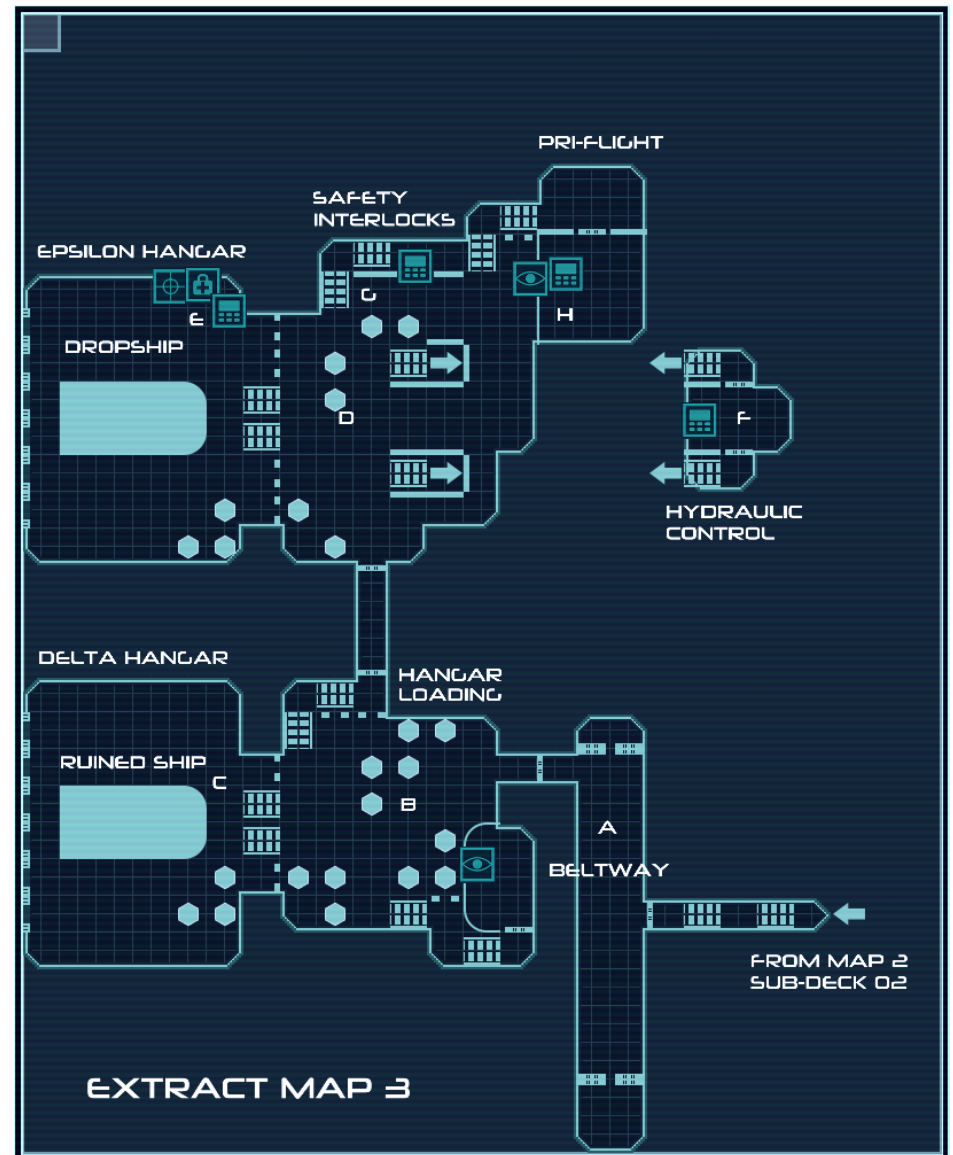 PRI-FLIGHT
SAFETY
INTERLOCKS
EPSILON HANGAR
G
E
H
DROPSHIP
D
F
HYDRAULIC
CONTROL
DELTA HANGAR
HANGAR
LOADING
RUINED SHIP
C
B
A
BELTWAY
FROM MAP 2
SUB-DECK 02
EXTRACT MAP 3